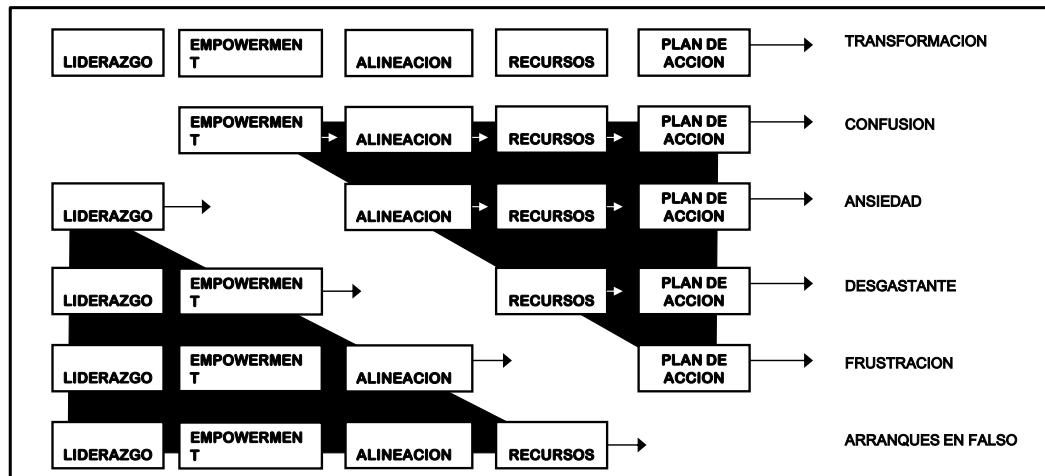 LIDERAZGO
EMPOWERMEN
T
ALINEACION
RECURSOS
PLAN DE
ACCION
TRANSFORMACION
EMPOWERMEN
T
ALINEACION
RECURSOS
PLAN DE
ACCION
CONFUSION
LIDERAZGO
ALINEACION
RECURSOS
PLAN DE
ACCION
ANSIEDAD
LIDERAZGO
EMPOWERMEN
T
RECURSOS
PLAN DE
ACCION
DESGASTANTE
LIDERAZGO
EMPOWERMEN
T
ALINEACION
PLAN DE
ACCION
FRUSTRACION
LIDERAZGO
EMPOWERMEN
T
ALINEACION
RECURSOS
ARRANQUES EN FALSO